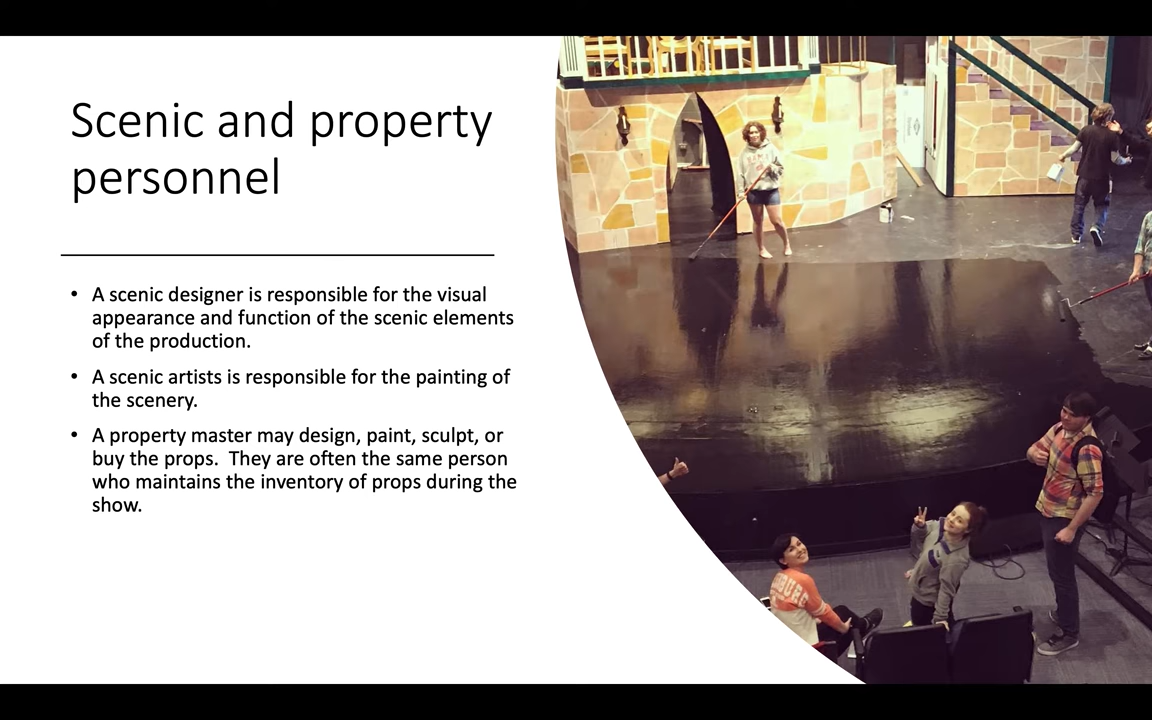 Scenic and property
personnel
• A scenic designer is responsible for the visual
appearance and function of the scenic elements
of the production.
• A scenic artists is responsible for the painting of
the scenery.
• A property master may design, paint, sculpt, or
buy the props.  They are often the same person
who maintains the inventory of props during the
show.